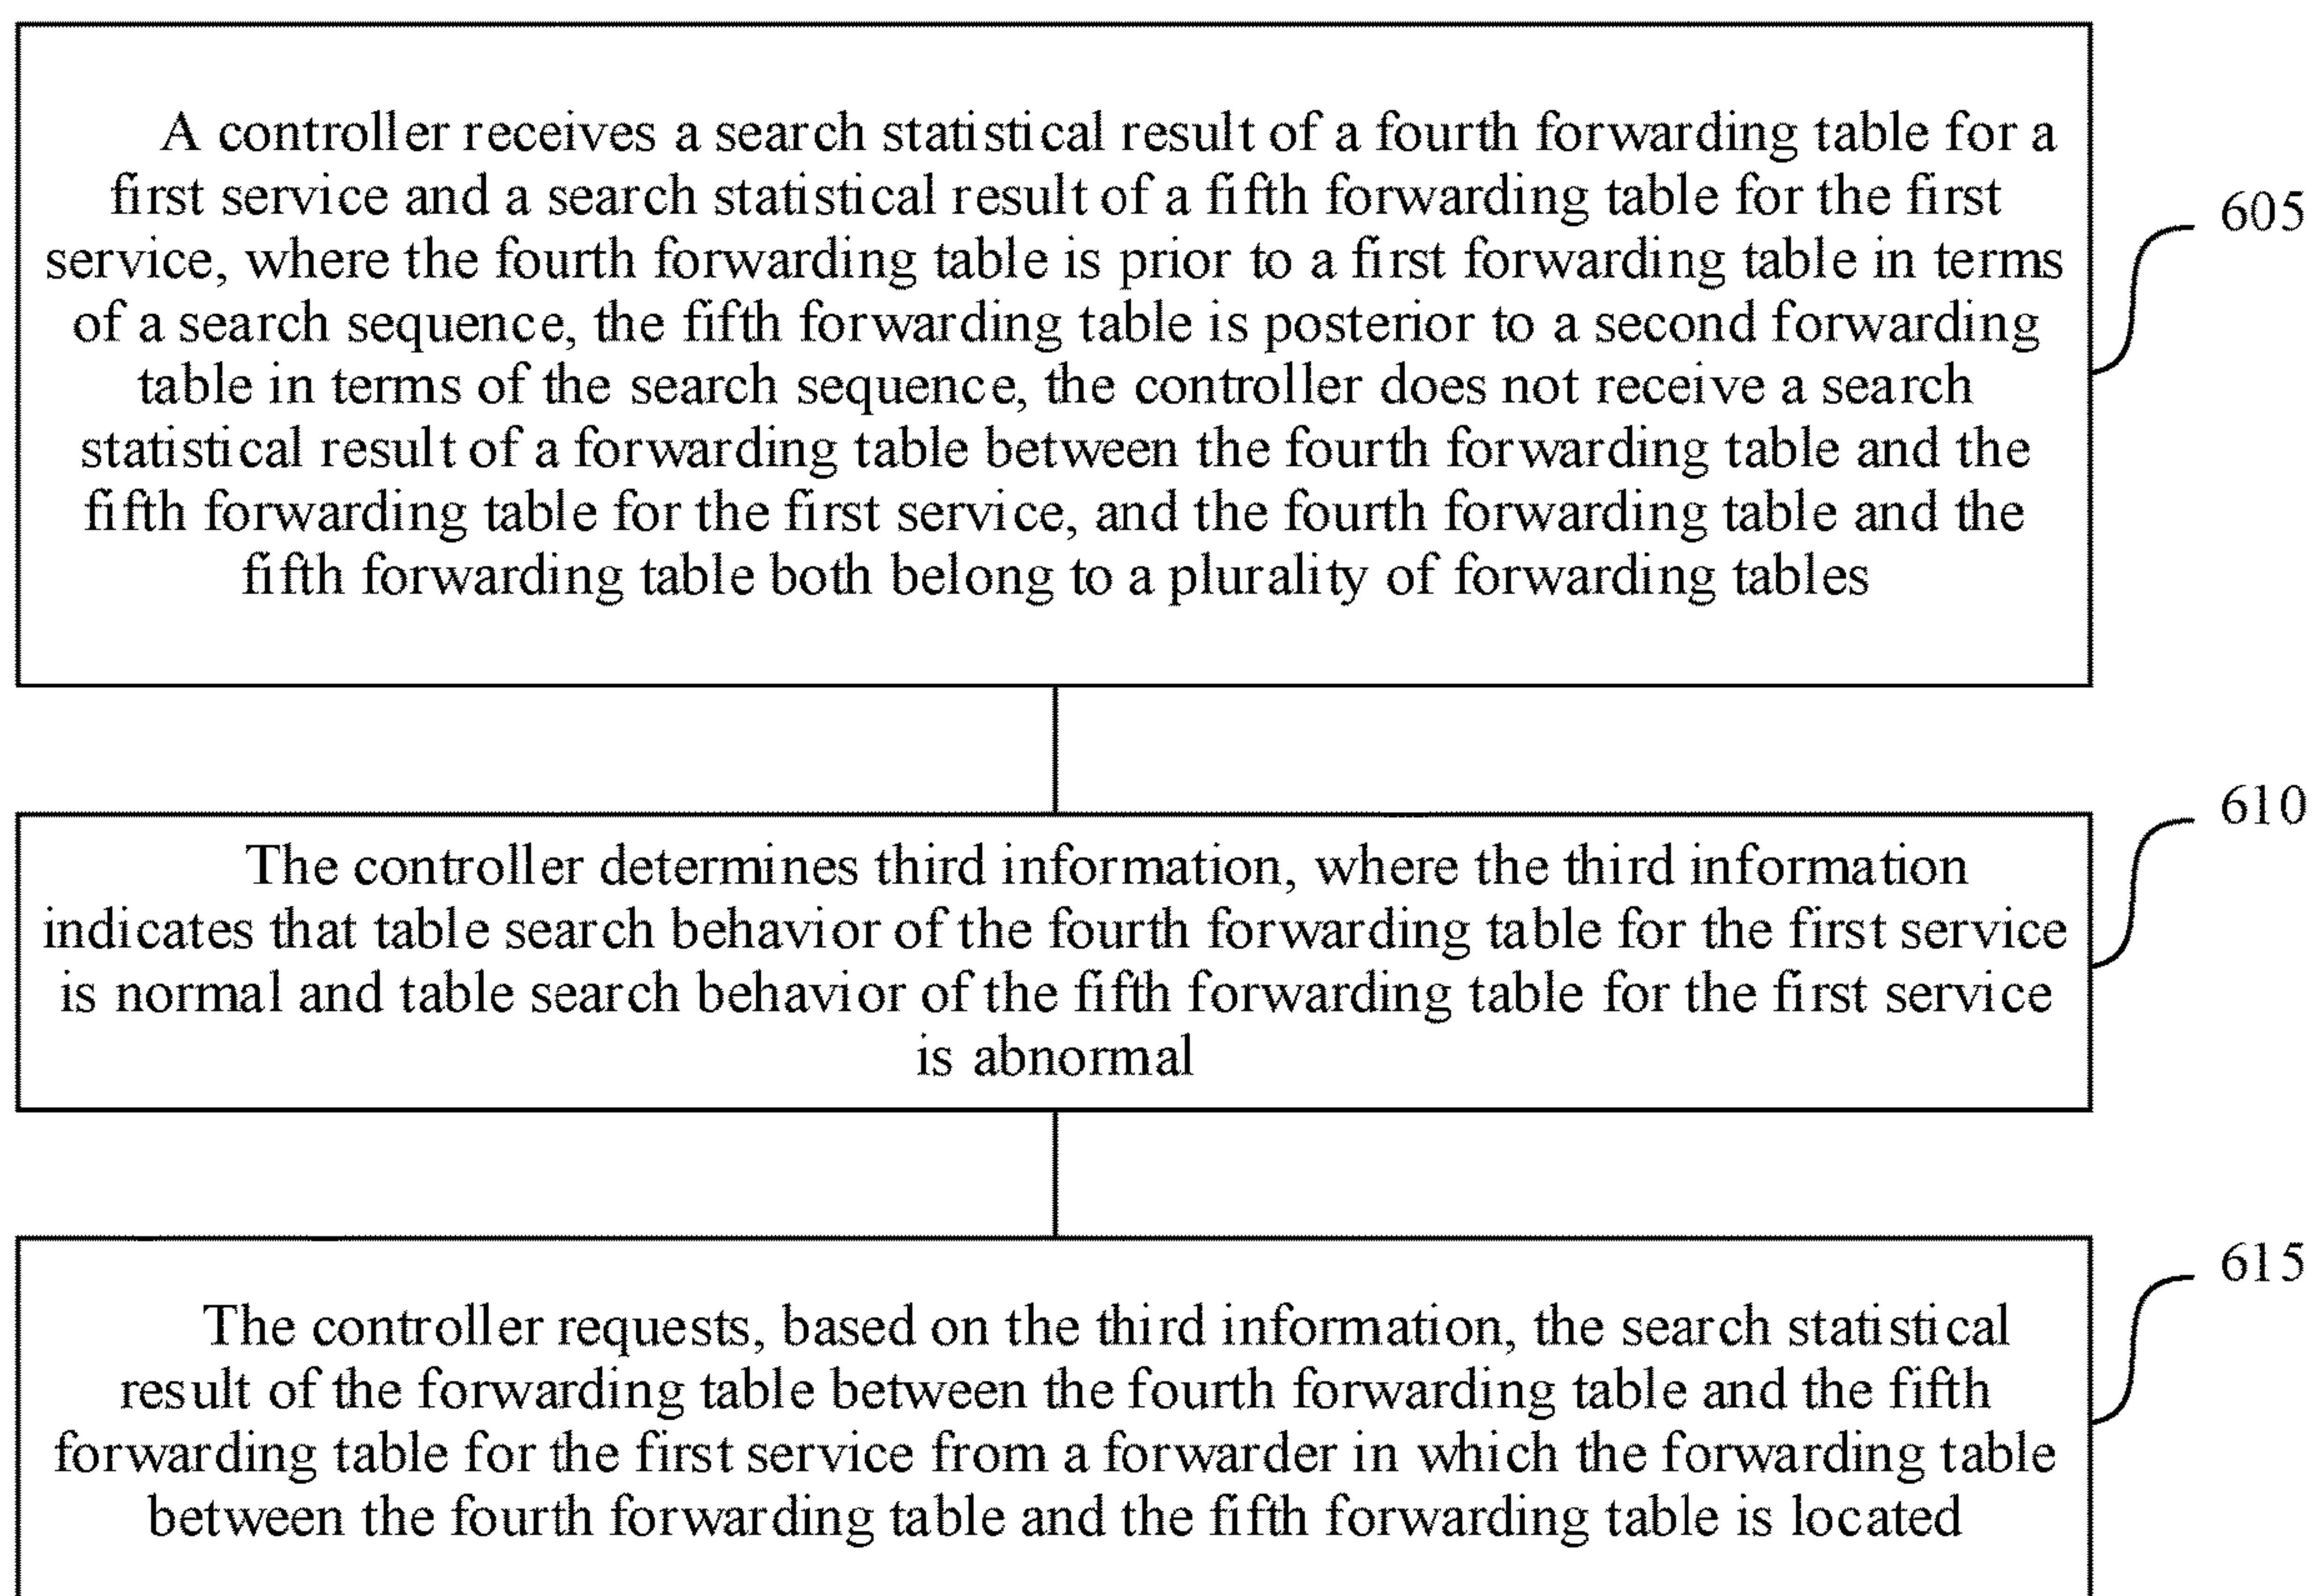 A controller receives a search statistical result of a fourth forwarding table for a
first service and a search statistical result of a fifth forwarding table for the first
service, where the fourth forwarding table is prior to a first forwarding table in terms
of a search sequence, the fifth forwarding table is posterior to a second forwarding
table in terms of the search sequence, the controller does not receive a search
statistical result of a forwarding table between the fourth forwarding table and the
fifth forwarding table for the first service, and the fourth forwarding table and the
fifth forwarding table both belong to a plurality of forwarding tables
605
The controller determines third information, where the third information
indicates that table search behavior of the fourth forwarding table for the first service
is normal and table search behavior of the fifth forwarding table for the first service
is abnormal
610
The controller requests, based on the third information, the search statistical
result of the forwarding table between the fourth forwarding table and the fifth
forwarding table for the first service from a forwarder in which the forwarding table
between the fourth forwarding table and the fifth forwarding table is located
615